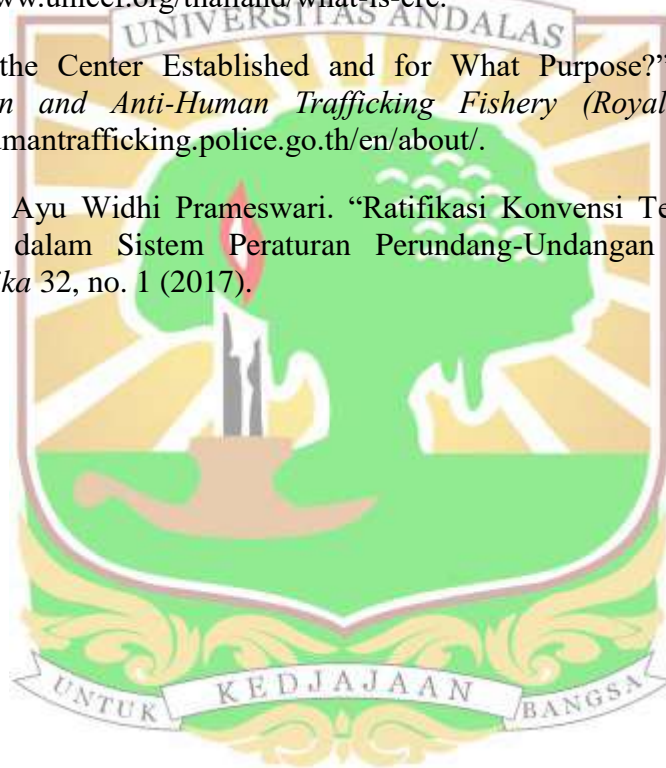 www.unicef.org/thailand/what-is-crc.
UNIVERSITAS ANDALAS
the Center Established and for What Purpose?”
n and Anti-Human Trafficking Fishery (Royal
umantrafficking.police.go.th/en/about/.
Ayu Widhi Prameswari. “Ratifikasi Konvensi Te
dalam Sistem Peraturan Perundang-Undangan
ka 32, no. 1 (2017).
UNTUK KEDJAJAAN BANGSA